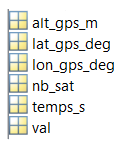 alt_gps_m
lat_gps_deg
lon_gps_deg
nb_sat
temps_s
val